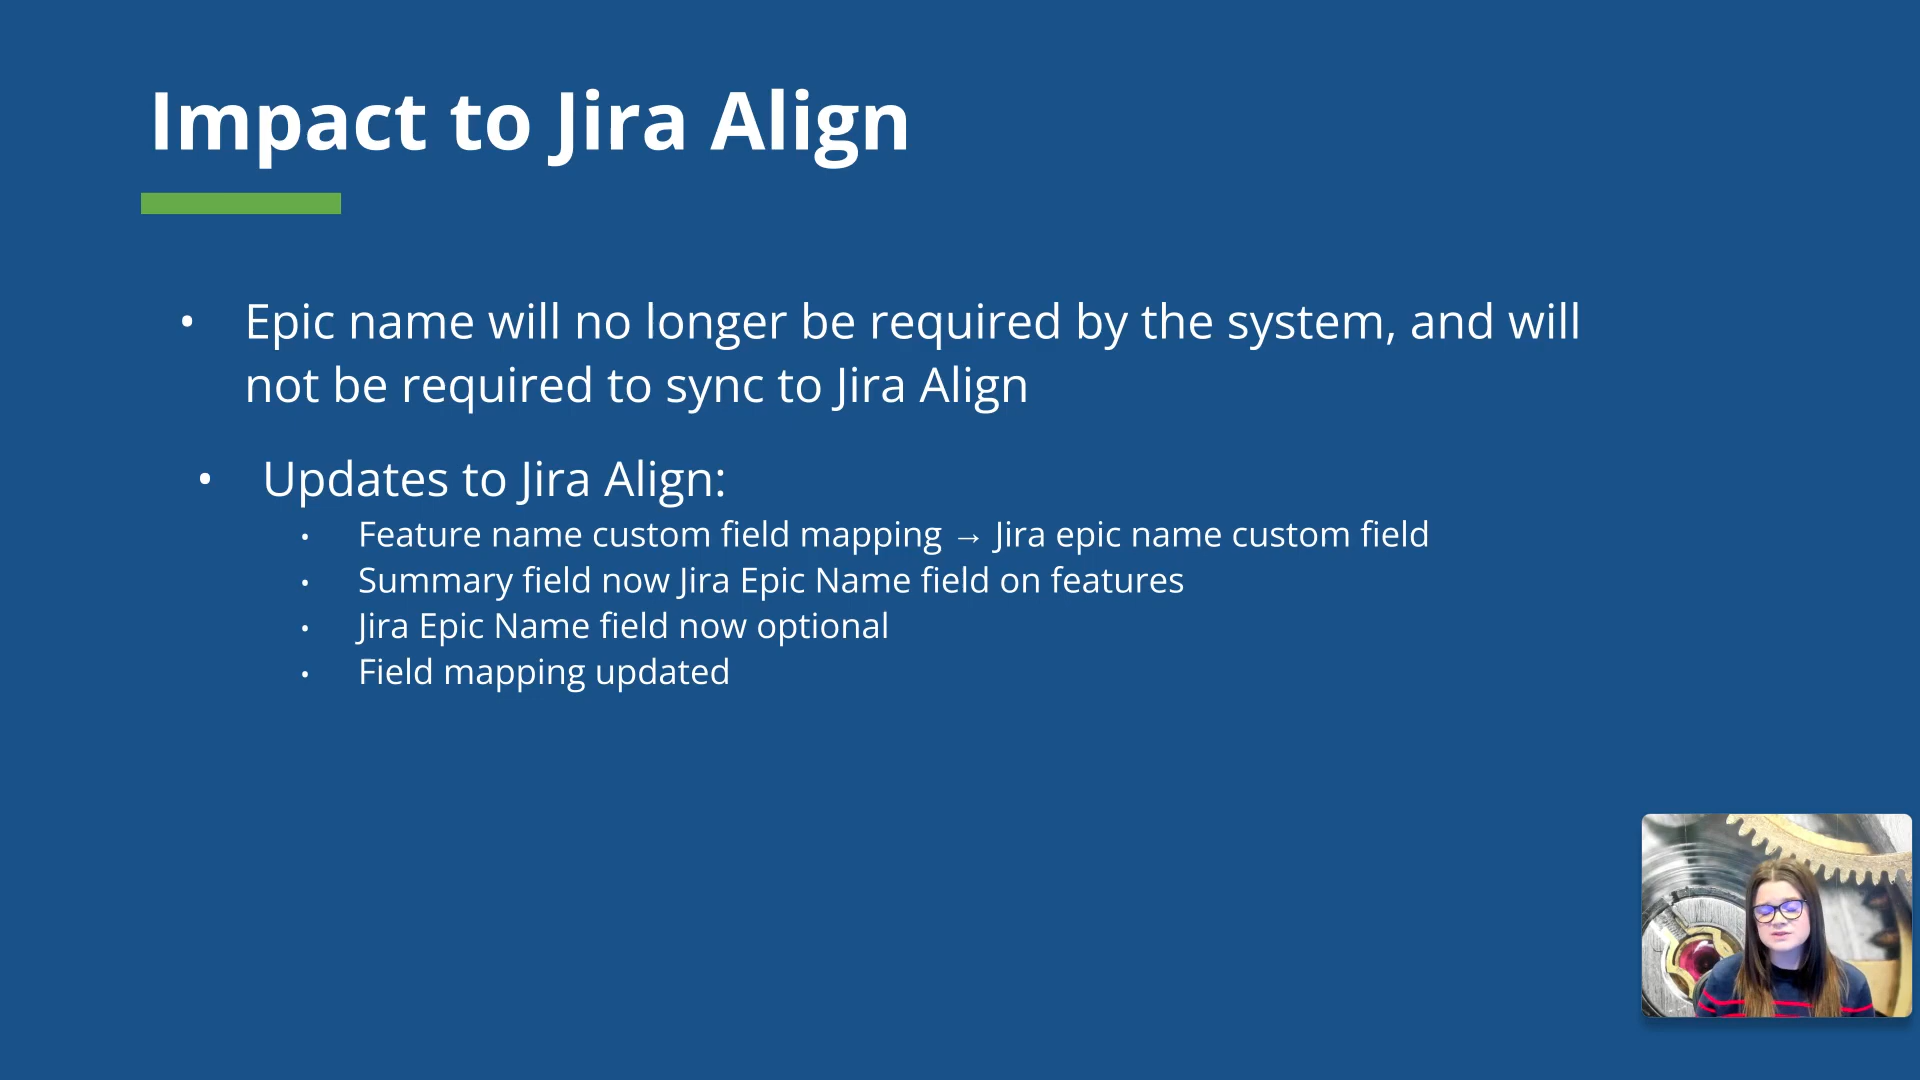 Impact to Jira Align
• Epic name will no longer be required by the system, and will
not be required to sync to Jira Align
• Updates to Jira Align:
• Feature name custom field mapping → Jira epic name custom field
• Summary field now Jira Epic Name field on features
• Jira Epic Name field now optional
• Field mapping updated